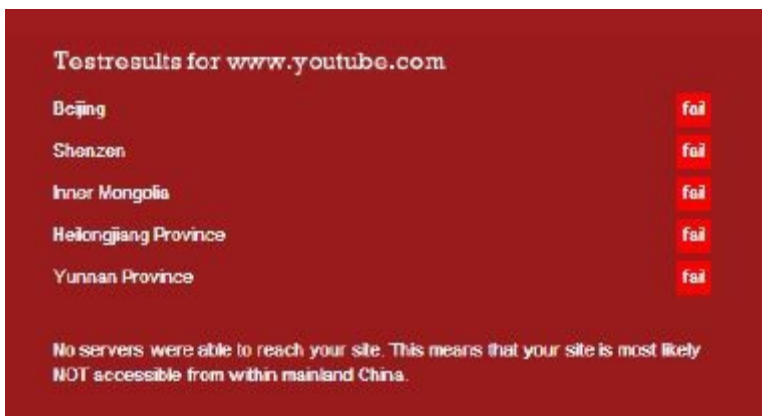 Testresults for www.youtube.com
Beijing fail
Shenzen fail
Inner Mongolia fail
Heilongjiang Province fail
Yunnan Province fail
No servers were able to reach your site. This means that your site is most likely
NOT accessible from within mainland China.